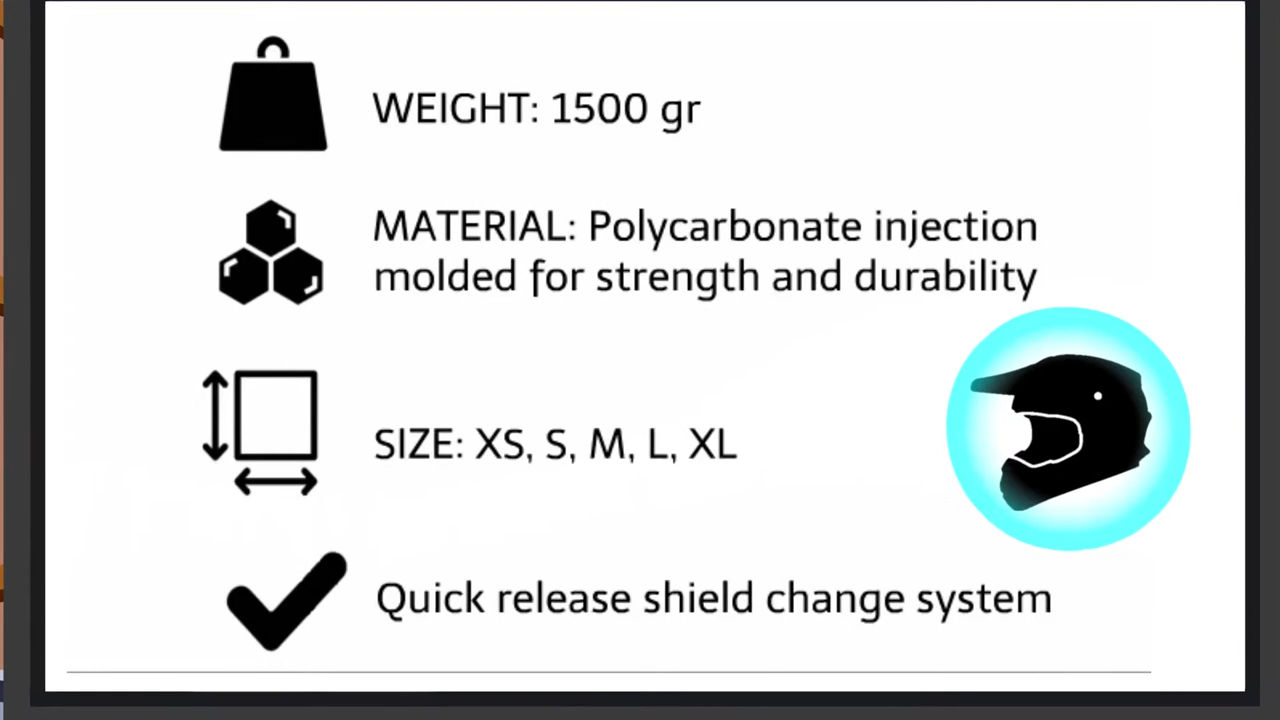 WEIGHT: 1500 gr
MATERIAL: Polycarbonate injection
molded for strength and durability
SIZE: XS, S, M, L, XL
Quick release shield change system